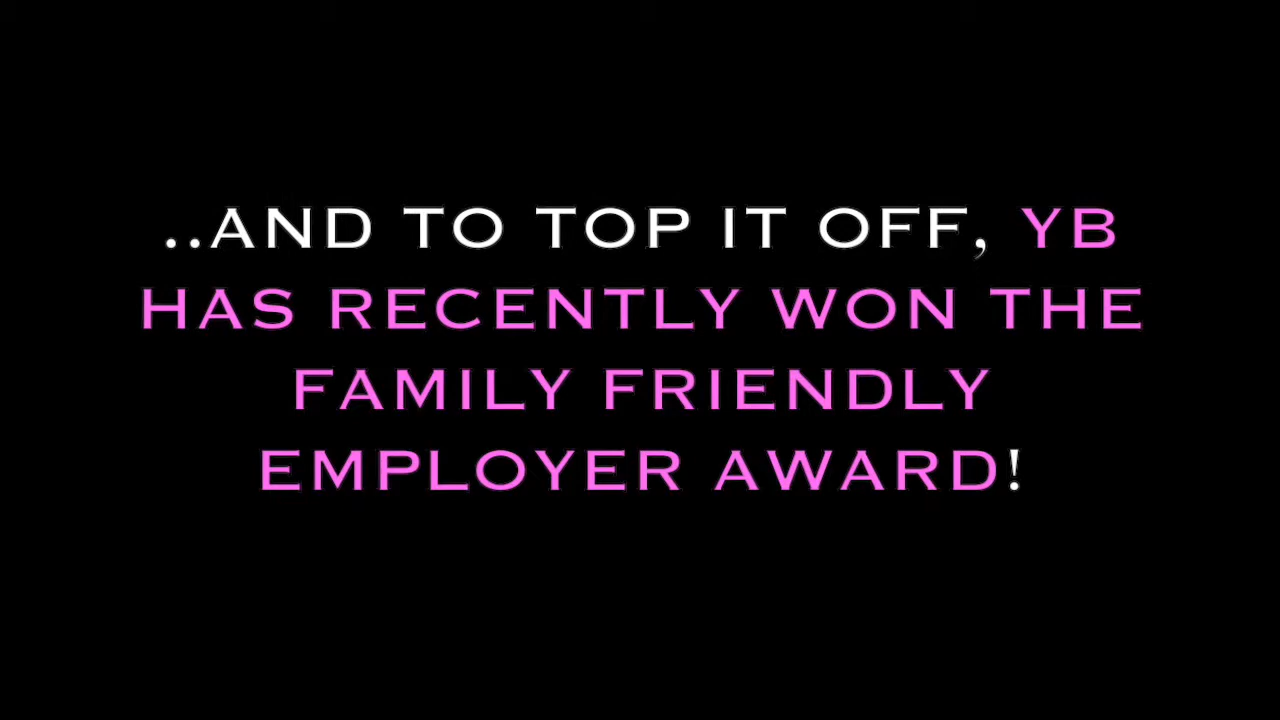 ..AND TO TOP IT OFF, YB
HAS RECENTLY WON THE
FAMILY FRIENDLY
EMPLOYER AWARD!